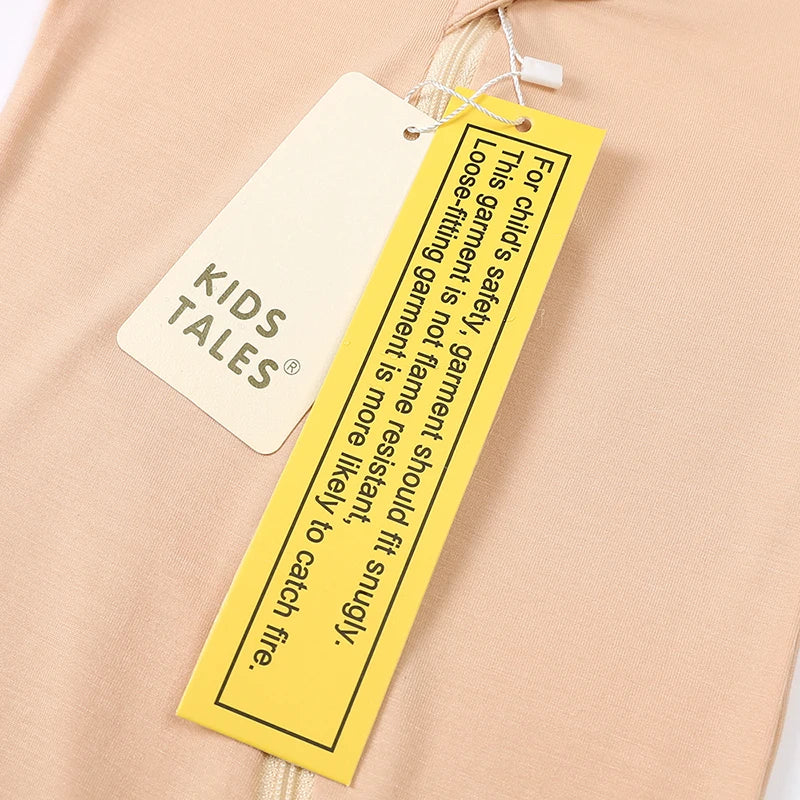 KIDS
TALES®
For child's safety, garment should fit snugly.
This garment is not flame resistant,
Loose-fitting garment is more likely to catch fire.